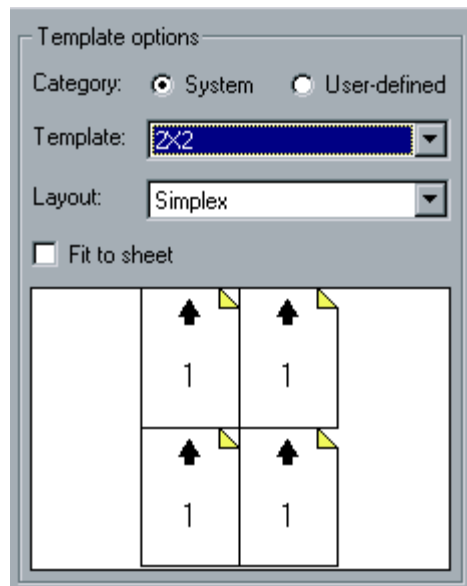 Template options
Category: System User-defined
Template: 2X2
Layout: Simplex
Fit to sheet
1 1
1 1